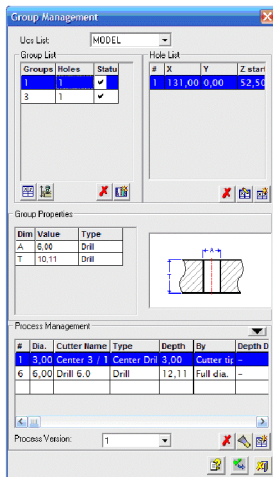 Group Management
Ucs List: MODEL
Group List
Groups Holes Statu
1 1
3 1
Hole List
# X Y Z start
1 131,00 0,00 52,50
Group Properties
Dim Value Type
A 6,00 Drill
T 10,11 Drill
A
T
Process Management
# Dia. Cutter Name Type Depth By Depth D
1 3,00 Center 3 / 1 Center Dril 3,00 Cutter tip -
6 6,00 Drill 6.0 Drill 12,11 Full dia. -
Process Version: 1